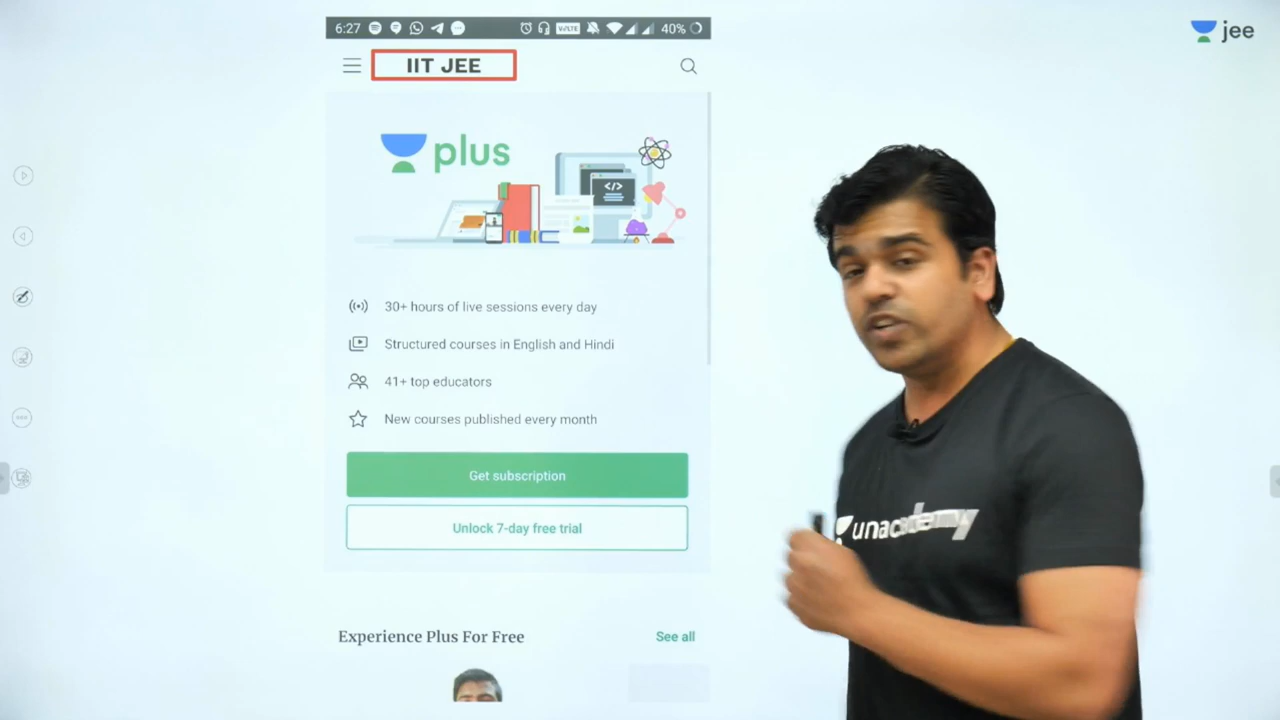 6:27
VoLTE
40%
jee
IIT JEE
plus
</>
30+ hours of live sessions every day
Structured courses in English and Hindi
41+ top educators
New courses published every month
Get subscription
Unlock 7-day free trial
unacademy
Experience Plus For Free
See all